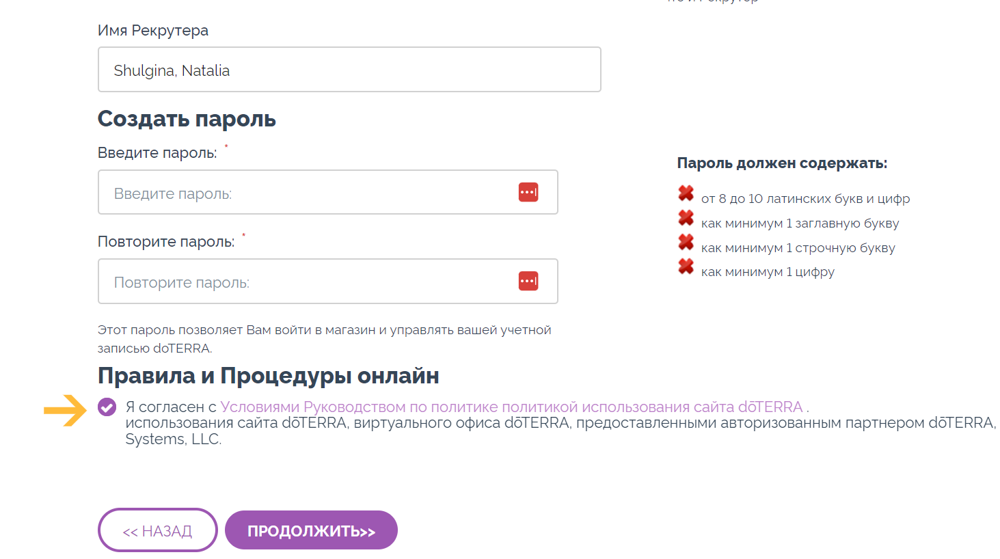 Имя Рекрутера
Shulgina, Natalia
Создать пароль
Введите пароль: *
Введите пароль:
Повторите пароль: *
Повторите пароль:
Этот пароль позволяет Вам войти в магазин и управлять вашей учетной
записью doTERRA.
Пароль должен содержать:
от 8 до 10 латинских букв и цифр
как минимум 1 заглавную букву
как минимум 1 строчную букву
как минимум 1 цифру
Правила и Процедуры онлайн
Я согласен с Условиями Руководством по политике политикой использования сайта dōTERRA .
использования сайта dōTERRA, виртуального офиса dōTERRA, предоставленными авторизованным партнером dōTERRA,
Systems, LLC.
<< НАЗАД
ПРОДОЛЖИТЬ>>